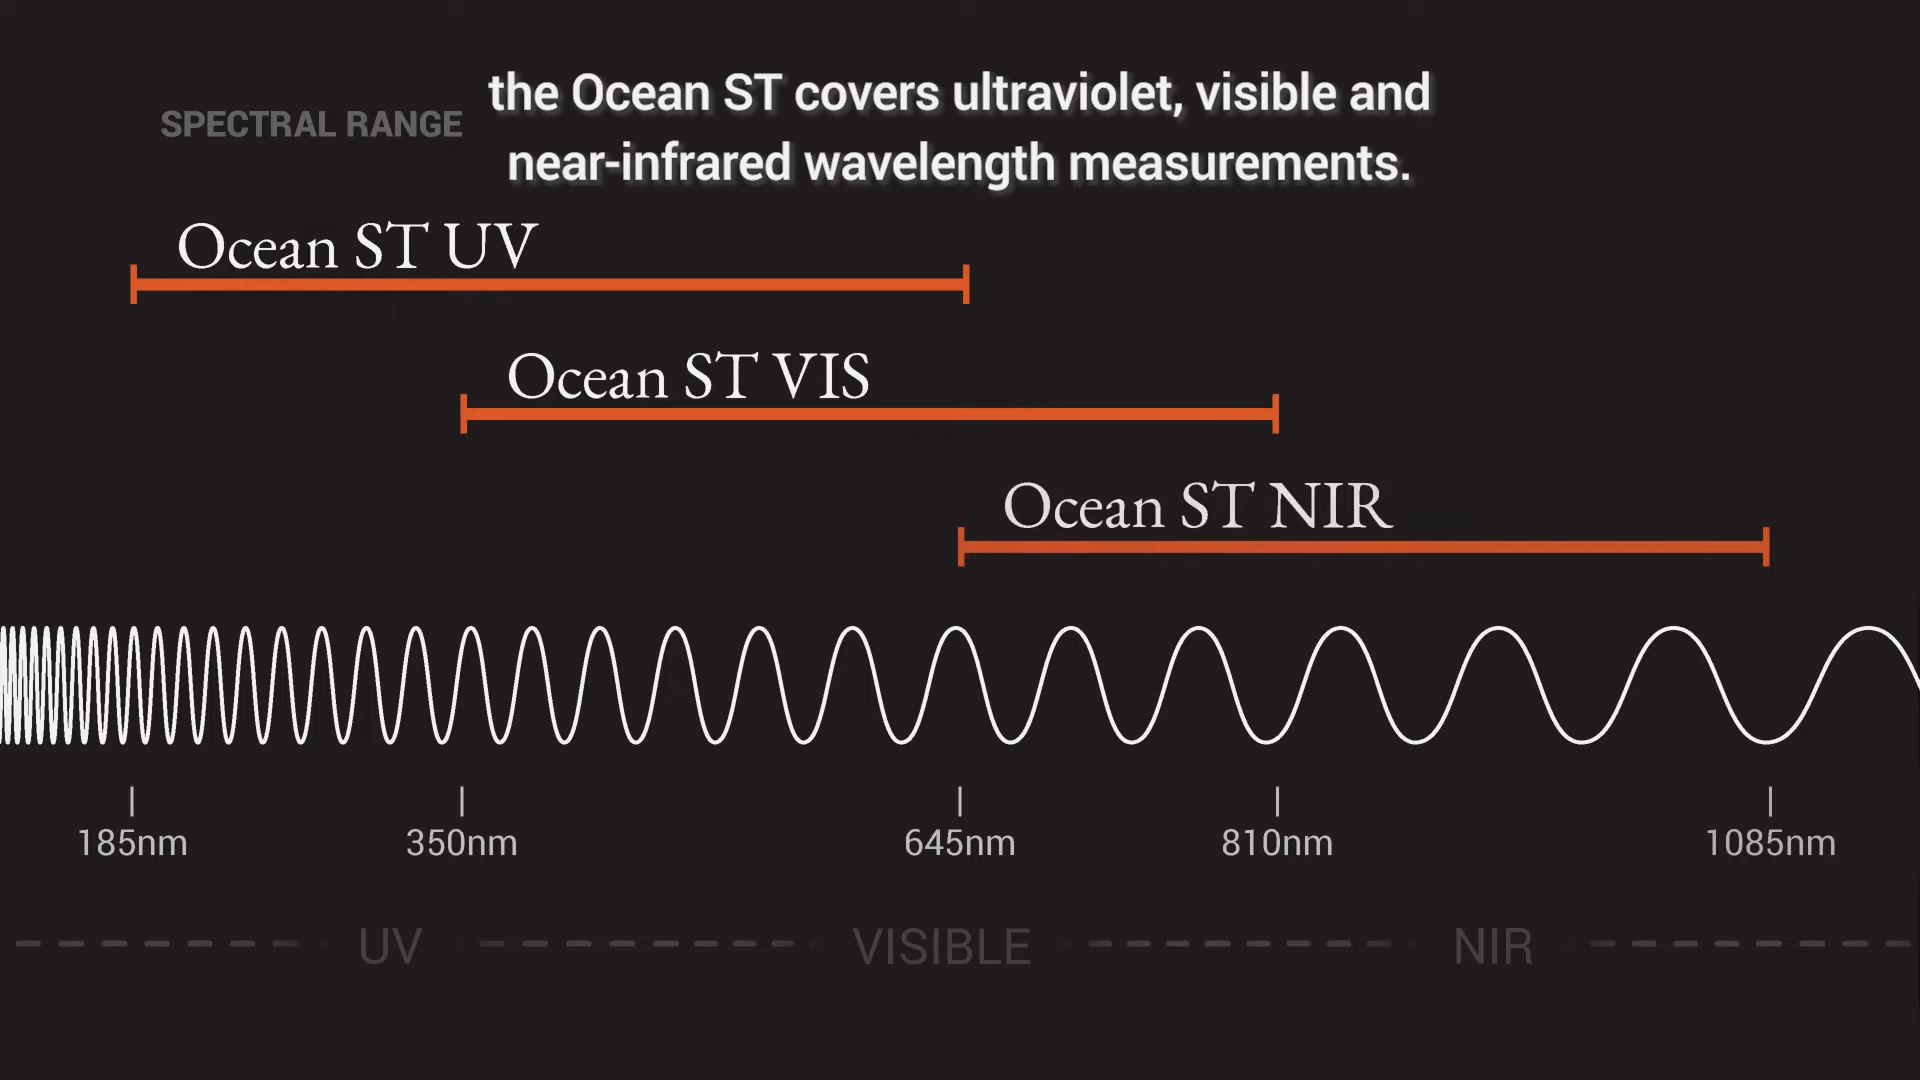 the Ocean ST covers ultraviolet, visible and
SPECTRAL RANGE
near-infrared wavelength measurements.
Ocean ST UV
Ocean ST VIS
Ocean ST NIR
185nm 350nm 645nm 810nm 1085nm
UV VISIBLE NIR